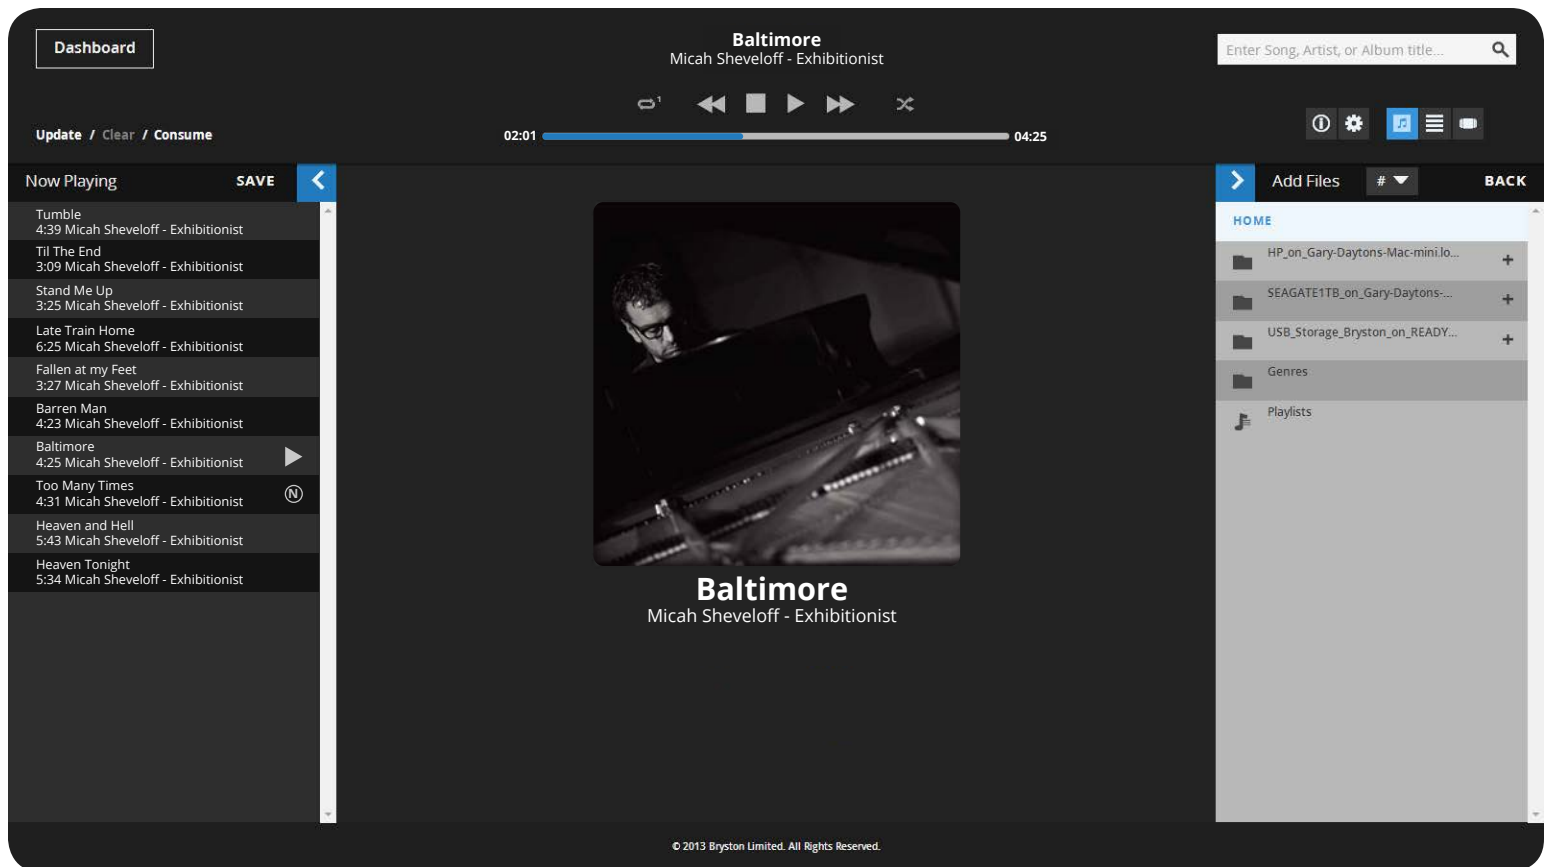 Dashboard
Baltimore
Micah Sheveloff - Exhibitionist
Enter Song, Artist, or Album title...
1
Update / Clear / Consume
02:01
04:25
Now Playing
SAVE
Add Files
#
BACK
Tumble
4:39 Micah Sheveloff - Exhibitionist
Til The End
3:09 Micah Sheveloff - Exhibitionist
Stand Me Up
3:25 Micah Sheveloff - Exhibitionist
Late Train Home
6:25 Micah Sheveloff - Exhibitionist
Fallen at my Feet
3:27 Micah Sheveloff - Exhibitionist
Barren Man
4:23 Micah Sheveloff - Exhibitionist
Baltimore
4:25 Micah Sheveloff - Exhibitionist
Too Many Times
4:31 Micah Sheveloff - Exhibitionist
N
Heaven and Hell
5:43 Micah Sheveloff - Exhibitionist
Heaven Tonight
5:34 Micah Sheveloff - Exhibitionist
Baltimore
Micah Sheveloff - Exhibitionist
HOME
HP_on_Gary-Daytons-Mac-mini.lo...
SEAGATE1TB_on_Gary-Daytons-...
USB_Storage_Bryston_on_READY...
Genres
Playlists
© 2013 Bryston Limited. All Rights Reserved.